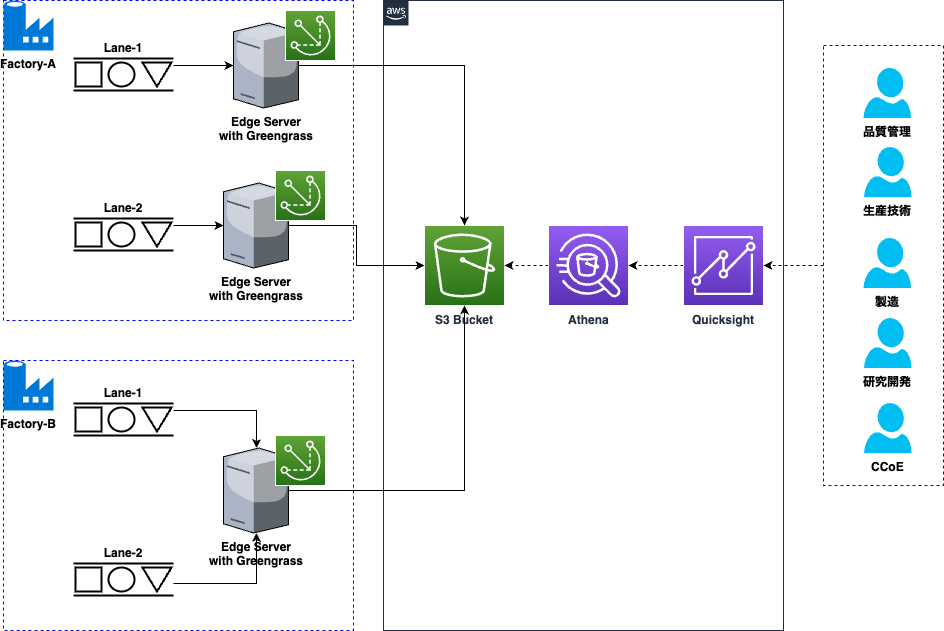 Factory-A
Lane-1
Edge Server
with Greengrass
Lane-2
Edge Server
with Greengrass
Factory-B
Lane-1
Edge Server
with Greengrass
Lane-2
aws
S3 Bucket
Athena
Quicksight
品質管理
生産技術
製造
研究開発
CCoE